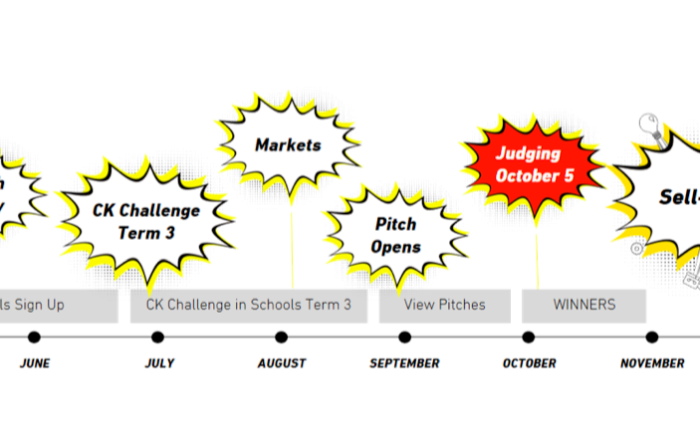 Markets
Judging
October 5
CK Challenge
Term 3
Pitch
Opens
Sell-
ls Sign Up
CK Challenge in Schools Term 3
View Pitches
WINNERS
JUNE
JULY
AUGUST
SEPTEMBER
OCTOBER
NOVEMBER